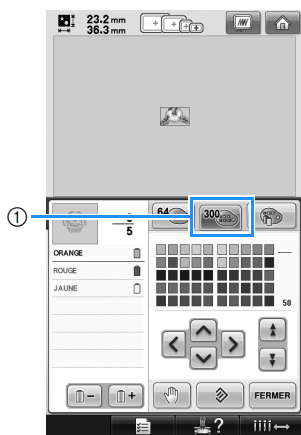 23.2 mm
36.3 mm
①
64
300
5
ORANGE
ROUGE
JAUNE
50
FERMER
?